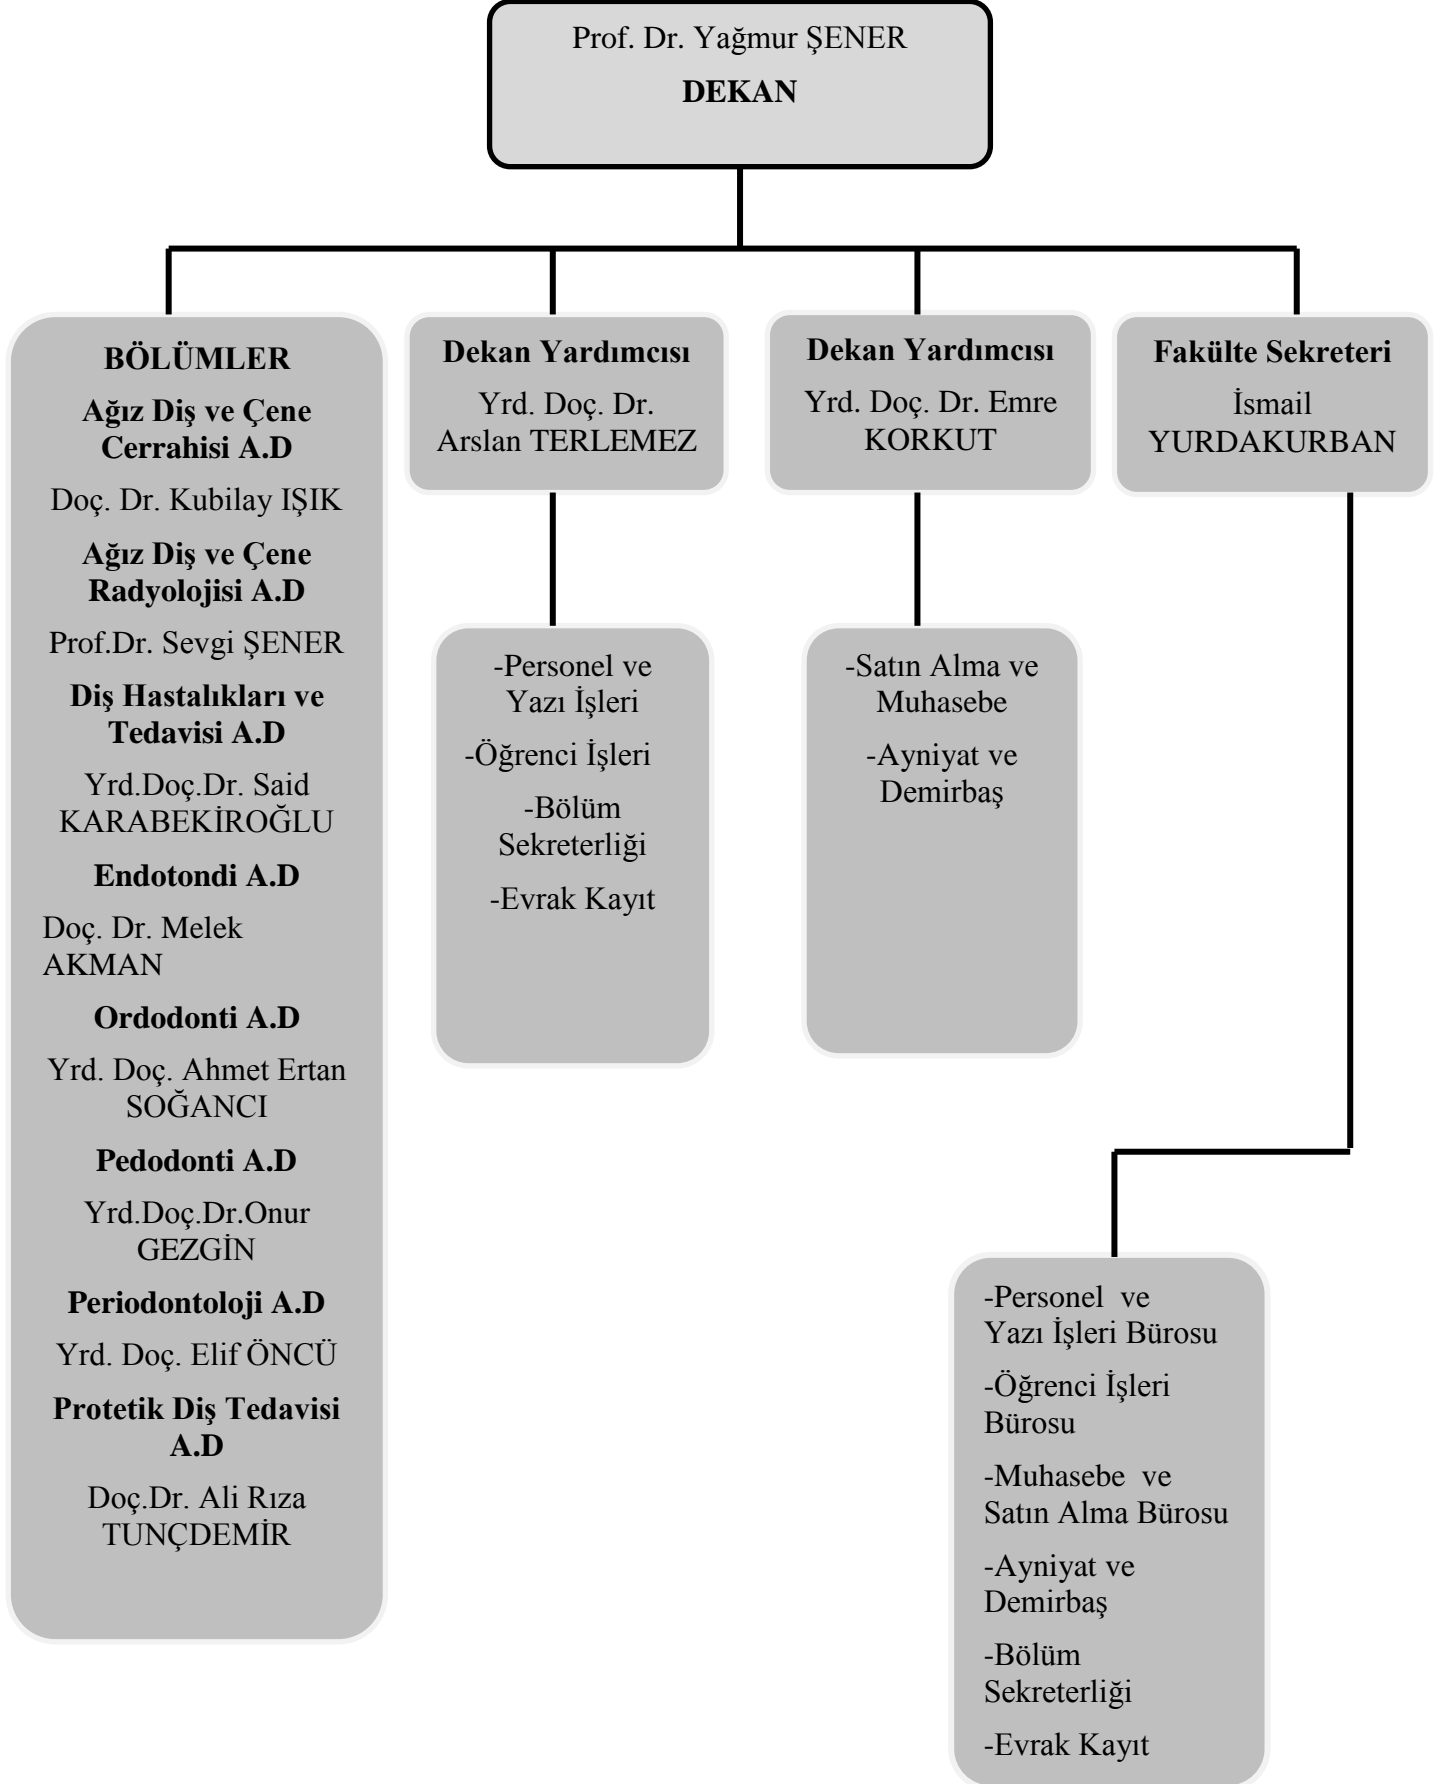 Prof. Dr. Yağmur ŞENER
DEKAN
BÖLÜMLER
Ağız Diş ve Çene
Cerrahisi A.D
Doç. Dr. Kubilay IŞIK
Ağız Diş ve Çene
Radyolojisi A.D
Prof.Dr. Sevgi ŞENER
Diş Hastalıkları ve
Tedavisi A.D
Yrd.Doç.Dr. Said
KARABEKİROĞLU
Endotondi A.D
Doç. Dr. Melek
AKMAN
Ordodonti A.D
Yrd. Doç. Ahmet Ertan
SOĞANCI
Pedodonti A.D
Yrd.Doç.Dr.Onur
GEZGİN
Periodontoloji A.D
Yrd. Doç. Elif ÖNCÜ
Protetik Diş Tedavisi
A.D
Doç.Dr. Ali Rıza
TUNÇDEMİR
Dekan Yardımcısı
Yrd. Doç. Dr.
Arslan TERLEMEZ
-Personel ve
Yazı İşleri
-Öğrenci İşleri
-Bölüm
Sekreterliği
-Evrak Kayıt
Dekan Yardımcısı
Yrd. Doç. Dr. Emre
KORKUT
-Satın Alma ve
Muhasebe
-Ayniyat ve
Demirbaş
Fakülte Sekreteri
İsmail
YURDAKURBAN
-Personel  ve
Yazı İşleri Bürosu
-Öğrenci İşleri
Bürosu
-Muhasebe  ve
Satın Alma Bürosu
-Ayniyat ve
Demirbaş
-Bölüm
Sekreterliği
-Evrak Kayıt